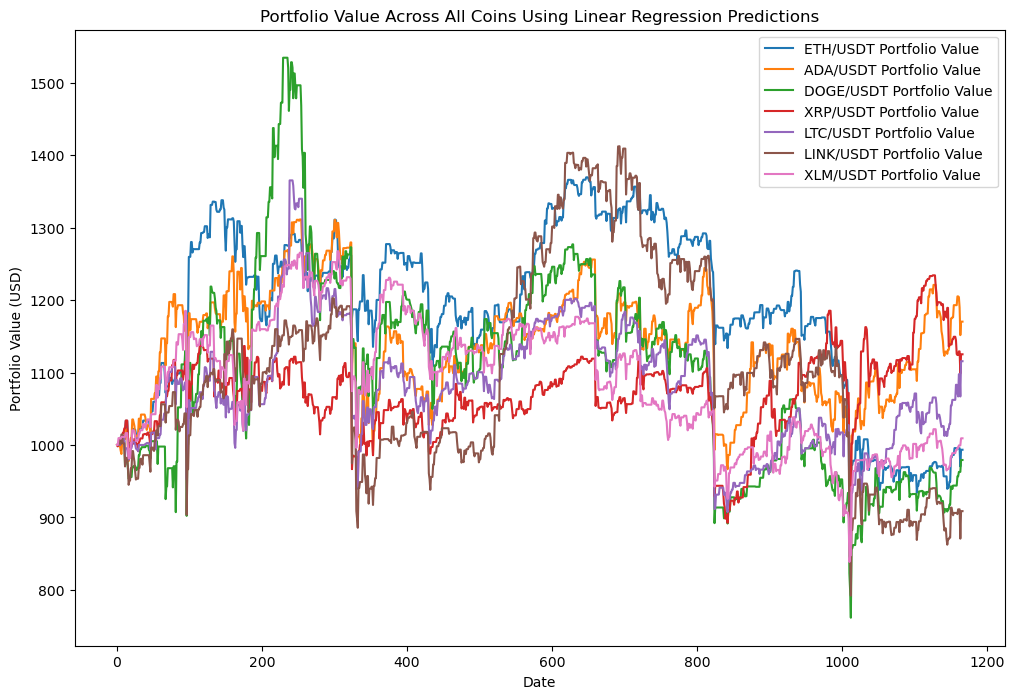 Portfolio Value Across All Coins Using Linear Regression Predictions
ETH/USDT Portfolio Value
ADA/USDT Portfolio Value
DOGE/USDT Portfolio Value
XRP/USDT Portfolio Value
LTC/USDT Portfolio Value
LINK/USDT Portfolio Value
XLM/USDT Portfolio Value
Portfolio Value (USD)
1500
1400
1300
1200
1100
1000
900
800
0 200 400 600 800 1000 1200
Date